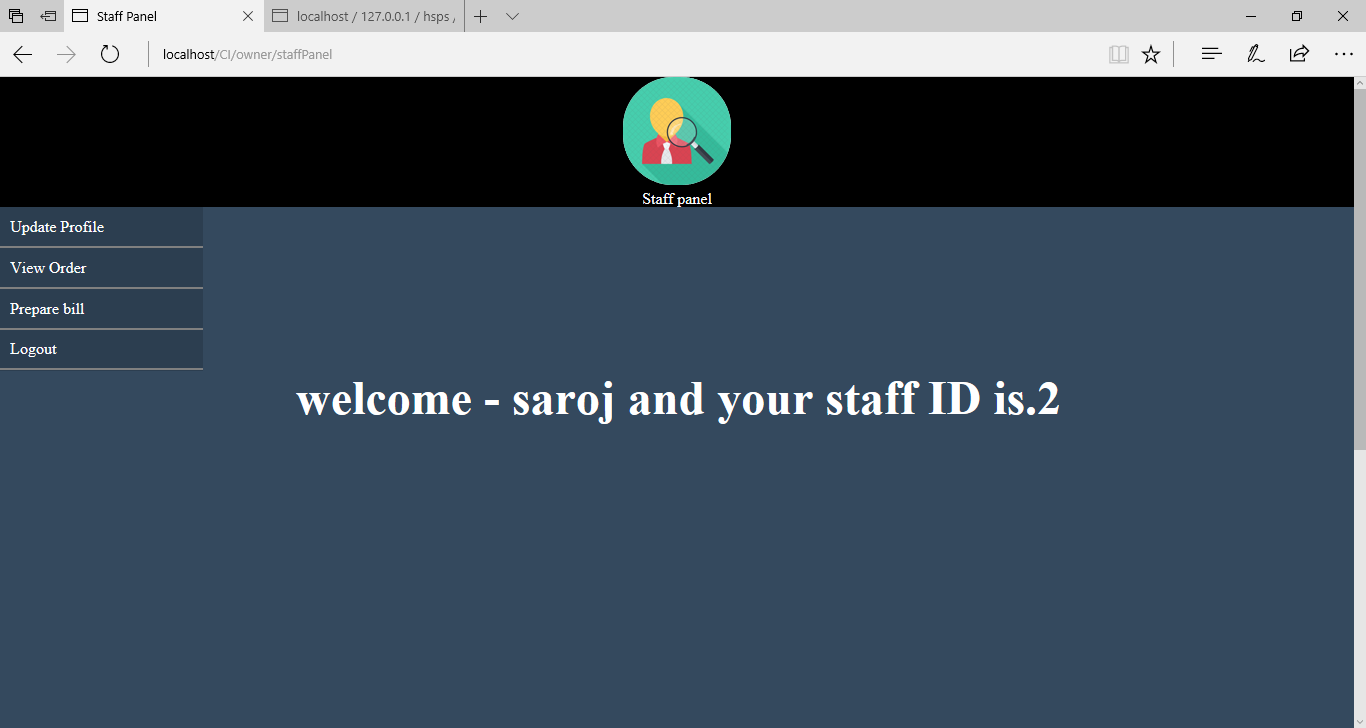 Staff Panel
localhost / 127.0.0.1 / hsps /
localhost/CI/owner/staffPanel
Staff panel
Update Profile
View Order
Prepare bill
Logout
welcome - saroj and your staff ID is.2